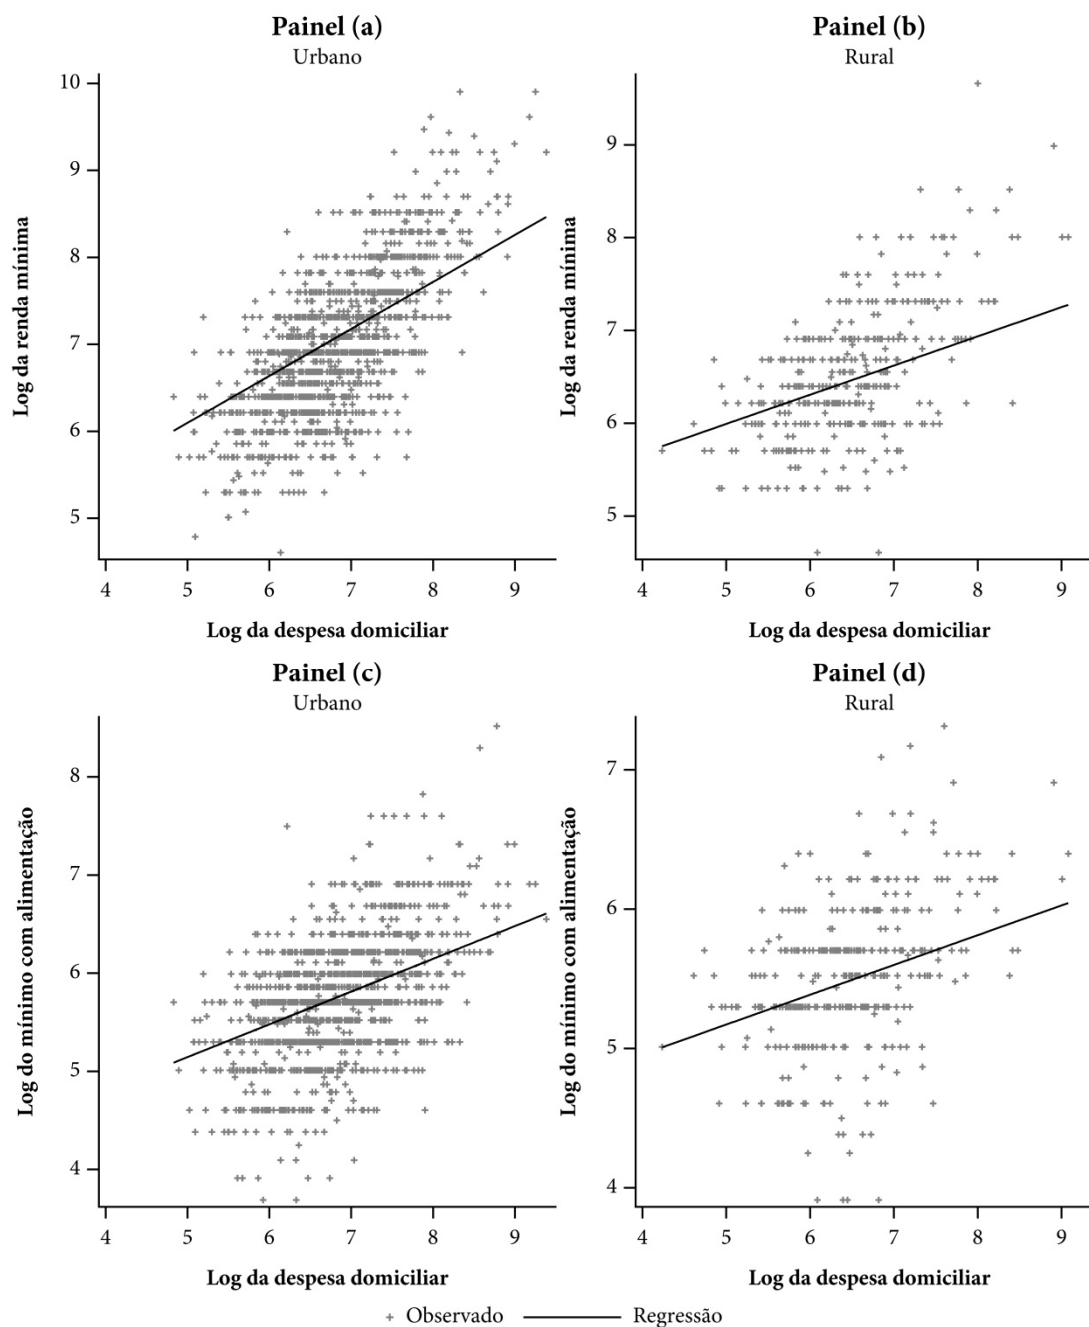 Painel (a)
Urbano
Log da renda mínima
10
9
8
7
6
5
4 5 6 7 8 9
Log da despesa domiciliar
Painel (b)
Rural
Log da renda mínima
9
8
7
6
5
4 5 6 7 8 9
Log da despesa domiciliar
Painel (c)
Urbano
Log do mínimo com alimentação
8
7
6
5
4
4 5 6 7 8 9
Log da despesa domiciliar
Painel (d)
Rural
Log do mínimo com alimentação
7
6
5
4
4 5 6 7 8 9
Log da despesa domiciliar
Observado Regressão